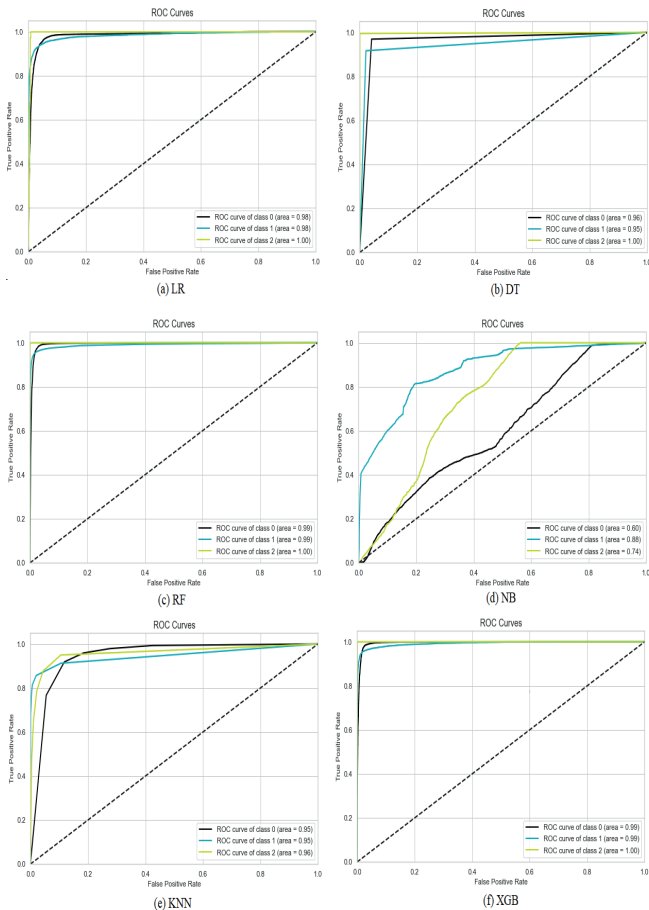 ROC Curves
1.0
0.8
0.6
0.4
0.2
0.0
True Positive Rate
ROC curve of class 0 (area = 0.98)
ROC curve of class 1 (area = 0.98)
ROC curve of class 2 (area = 1.00)
0.0 0.2 0.4 0.6 0.8 1.0
False Positive Rate
(a) LR
ROC Curves
1.0
0.8
0.6
0.4
0.2
0.0
True Positive Rate
ROC curve of class 0 (area = 0.96)
ROC curve of class 1 (area = 0.95)
ROC curve of class 2 (area = 1.00)
0.0 0.2 0.4 0.6 0.8 1.0
False Positive Rate
(b) DT
ROC Curves
1.0
0.8
0.6
0.4
0.2
0.0
True Positive Rate
ROC curve of class 0 (area = 0.99)
ROC curve of class 1 (area = 0.99)
ROC curve of class 2 (area = 1.00)
0.0 0.2 0.4 0.6 0.8 1.0
False Positive Rate
(c) RF
ROC Curves
1.0
0.8
0.6
0.4
0.2
0.0
True Positive Rate
ROC curve of class 0 (area = 0.60)
ROC curve of class 1 (area = 0.88)
ROC curve of class 2 (area = 0.74)
0.0 0.2 0.4 0.6 0.8 1.0
False Positive Rate
(d) NB
ROC Curves
1.0
0.8
0.6
0.4
0.2
0.0
True Positive Rate
ROC curve of class 0 (area = 0.95)
ROC curve of class 1 (area = 0.95)
ROC curve of class 2 (area = 0.96)
0.0 0.2 0.4 0.6 0.8 1.0
False Positive Rate
(e) KNN
ROC Curves
1.0
0.8
0.6
0.4
0.2
0.0
True Positive Rate
ROC curve of class 0 (area = 0.99)
ROC curve of class 1 (area = 0.99)
ROC curve of class 2 (area = 1.00)
0.0 0.2 0.4 0.6 0.8 1.0
False Positive Rate
(f) XGB